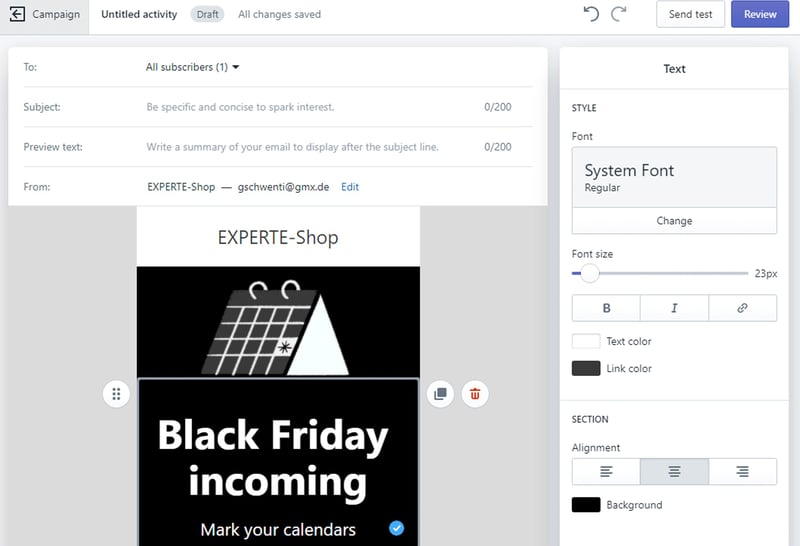 Campaign Untitled activity Draft All changes saved Send test Review
To: All subscribers (1)
Subject: Be specific and concise to spark interest. 0/200
Preview text: Write a summary of your email to display after the subject line. 0/200
From: EXPERTE-Shop — gschwenti@gmx.de Edit
EXPERTE-Shop
Black Friday
incoming
Mark your calendars
Text
STYLE
Font
System Font
Regular
Change
Font size
23px
B I
Text color
Link color
SECTION
Alignment
Background